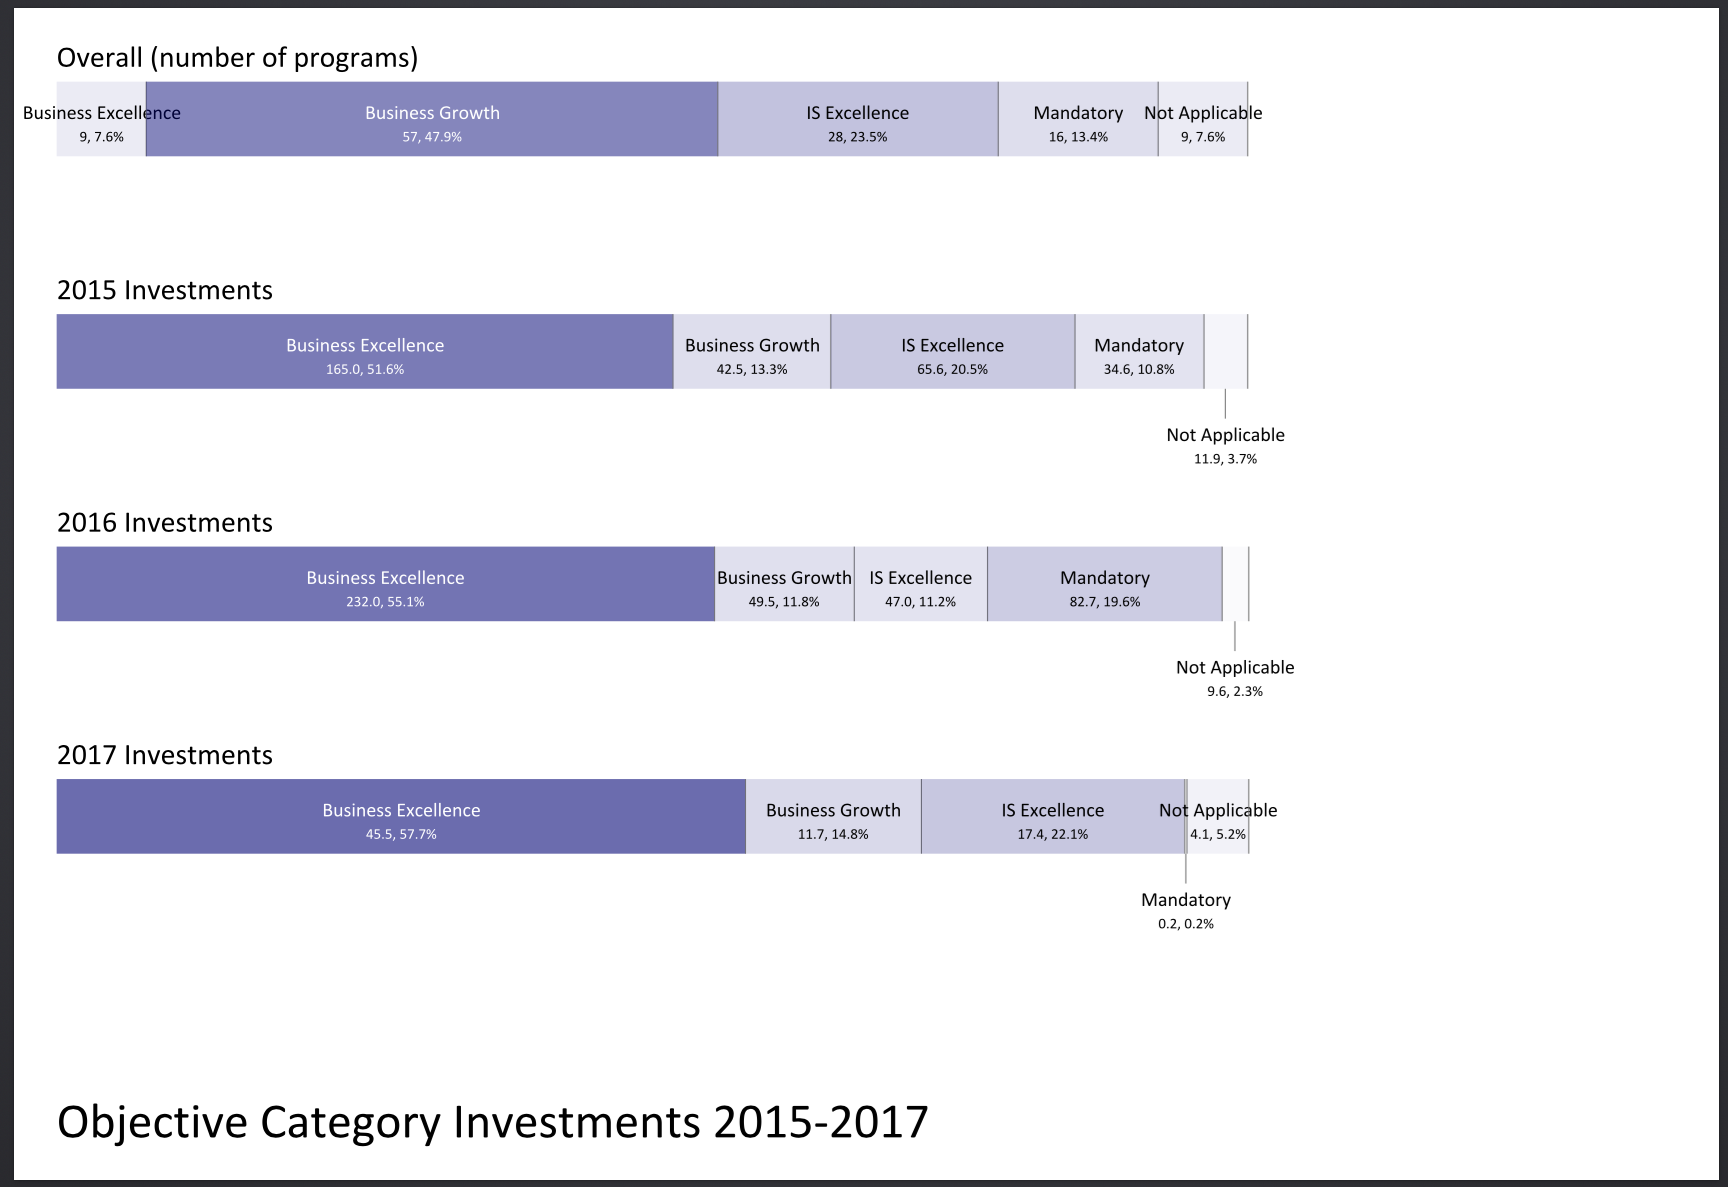 Overall (number of programs)
Business Excellence
9, 7.6%
Business Growth
57, 47.9%
IS Excellence
28, 23.5%
Mandatory
16, 13.4%
Not Applicable
9, 7.6%
2015 Investments
Business Excellence
165.0, 51.6%
Business Growth
42.5, 13.3%
IS Excellence
65.6, 20.5%
Mandatory
34.6, 10.8%
Not Applicable
11.9, 3.7%
2016 Investments
Business Excellence
232.0, 55.1%
Business Growth
49.5, 11.8%
IS Excellence
47.0, 11.2%
Mandatory
82.7, 19.6%
Not Applicable
9.6, 2.3%
2017 Investments
Business Excellence
45.5, 57.7%
Business Growth
11.7, 14.8%
IS Excellence
17.4, 22.1%
Not Applicable
4.1, 5.2%
Mandatory
0.2, 0.2%
Objective Category Investments 2015-2017